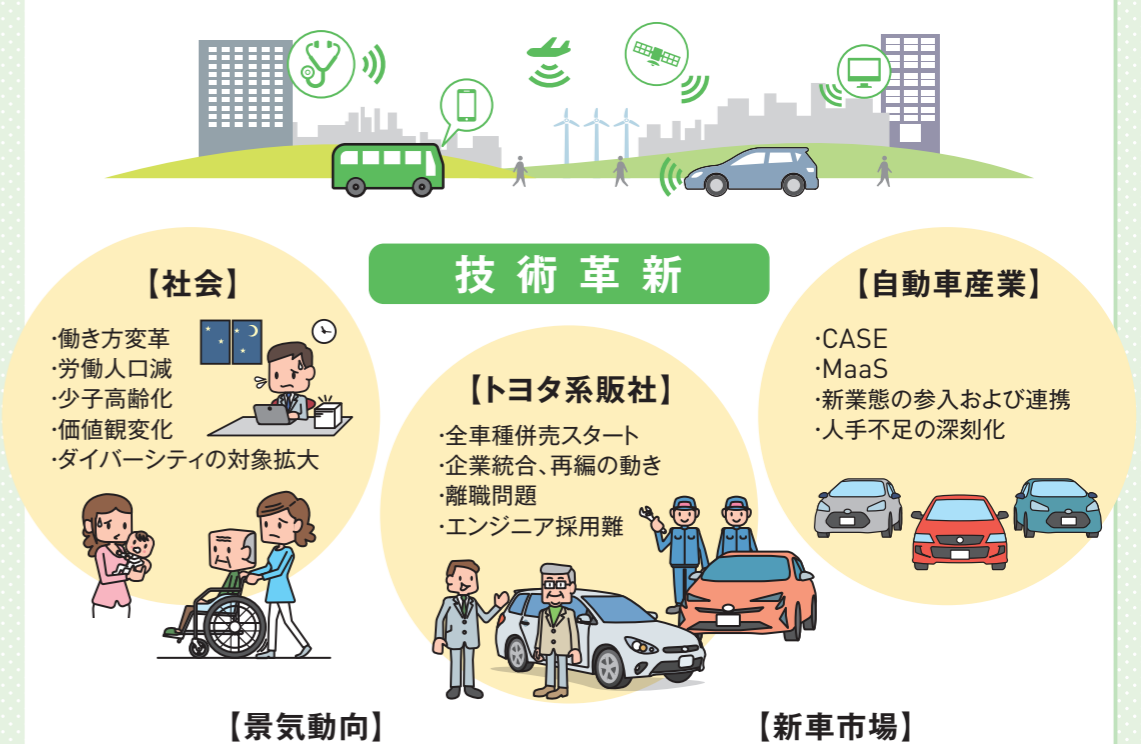 技術革新
【社会】
・働き方変革
・労働人口減
・少子高齢化
・価値観変化
・ダイバーシティの対象拡大
【トヨタ系販社】
・全車種併売スタート
・企業統合、再編の動き
・離職問題
・エンジニア採用難
【自動車産業】
・CASE
・MaaS
・新業態の参入および連携
・人手不足の深刻化
【景気動向】
【新車市場】